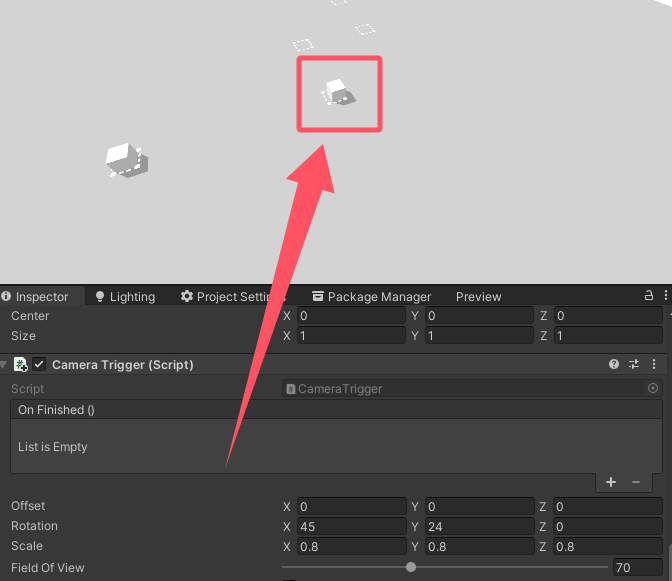 Inspector Lighting Project Settin Package Manager Preview
Center X 0 Y 0 Z 0
Size X 1 Y 1 Z 1
# Camera Trigger (Script)
Script # CameraTrigger
On Finished ()
List is Empty
+ −
Offset X 0 Y 0 Z 0
Rotation X 45 Y 24 Z 0
Scale X 0.8 Y 0.8 Z 0.8
Field Of View 70